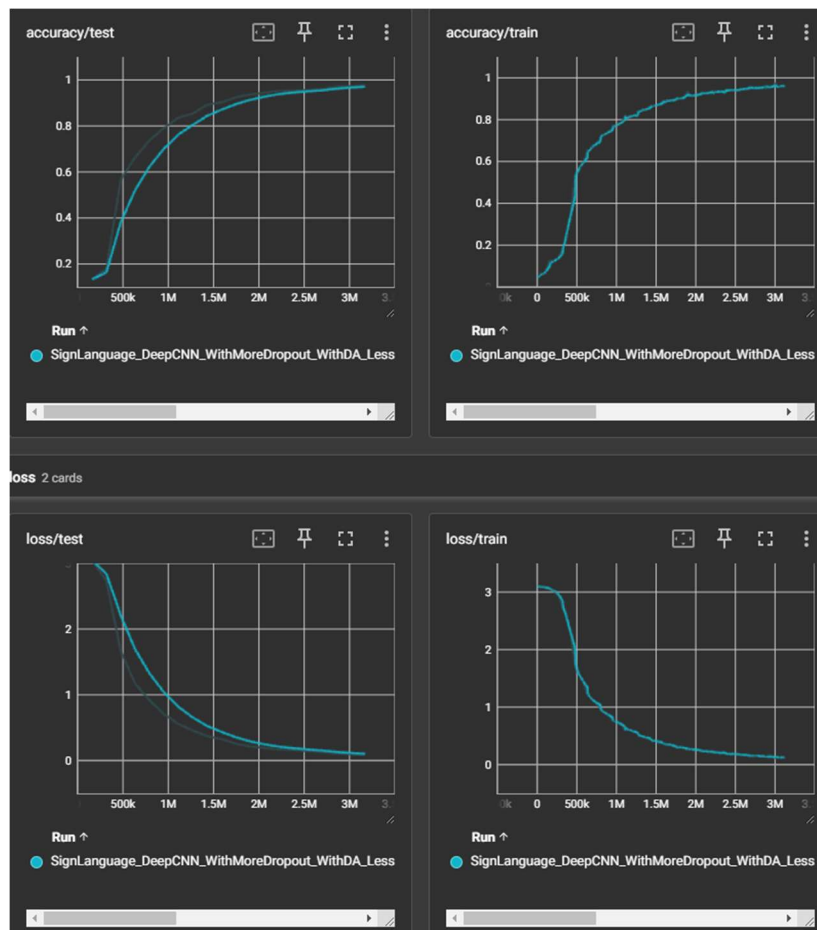 accuracy/test
1
0.8
0.6
0.4
0.2
500k 1M 1.5M 2M 2.5M 3M
Run ↑
SignLanguage_DeepCNN_WithMoreDropout_WithDA_Less
accuracy/train
1
0.8
0.6
0.4
0.2
0k 0 500k 1M 1.5M 2M 2.5M 3M 3.
Run ↑
SignLanguage_DeepCNN_WithMoreDropout_WithDA_Less
loss 2 cards
loss/test
2
1
0
500k 1M 1.5M 2M 2.5M 3M
Run ↑
SignLanguage_DeepCNN_WithMoreDropout_WithDA_Less
loss/train
3
2
1
0
0k 0 500k 1M 1.5M 2M 2.5M 3M 3.
Run ↑
SignLanguage_DeepCNN_WithMoreDropout_WithDA_Less